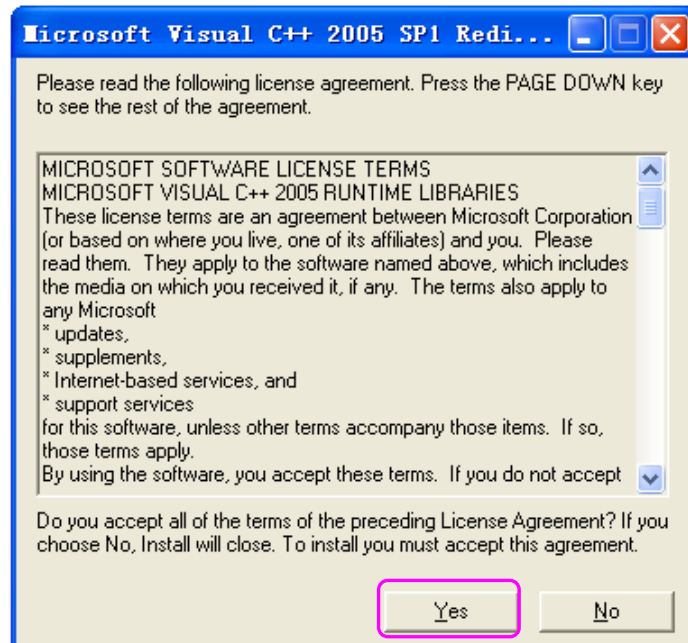 Microsoft Visual C++ 2005 SP1 Redi...
Please read the following license agreement. Press the PAGE DOWN key
to see the rest of the agreement.
MICROSOFT SOFTWARE LICENSE TERMS
MICROSOFT VISUAL C++ 2005 RUNTIME LIBRARIES
These license terms are an agreement between Microsoft Corporation
(or based on where you live, one of its affiliates) and you.  Please
read them.  They apply to the software named above, which includes
the media on which you received it, if any.  The terms also apply to
any Microsoft
* updates,
* supplements,
* Internet-based services, and
* support services
for this software, unless other terms accompany those items.  If so,
those terms apply.
By using the software, you accept these terms.  If you do not accept
Do you accept all of the terms of the preceding License Agreement? If you
choose No, Install will close. To install you must accept this agreement.
Yes
No